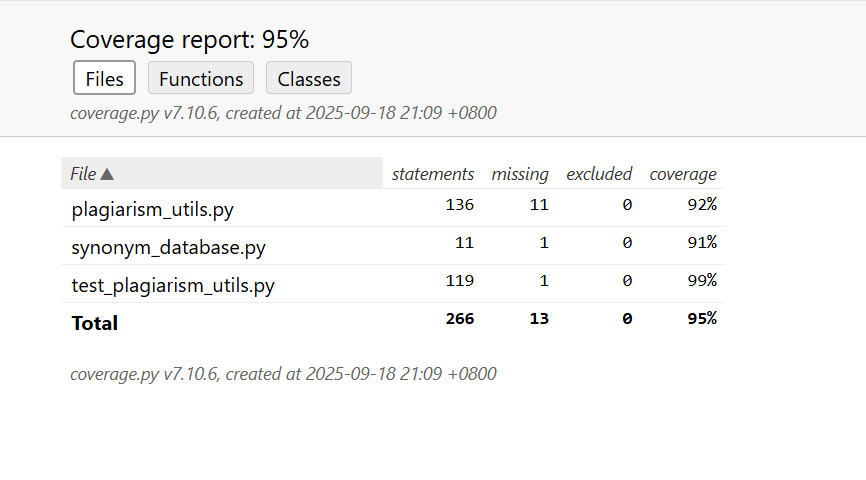 Coverage report: 95%
Files Functions Classes
coverage.py v7.10.6, created at 2025-09-18 21:09 +0800
File ▲ statements missing excluded coverage
plagiarism_utils.py 136 11 0 92%
synonym_database.py 11 1 0 91%
test_plagiarism_utils.py 119 1 0 99%
Total 266 13 0 95%
coverage.py v7.10.6, created at 2025-09-18 21:09 +0800